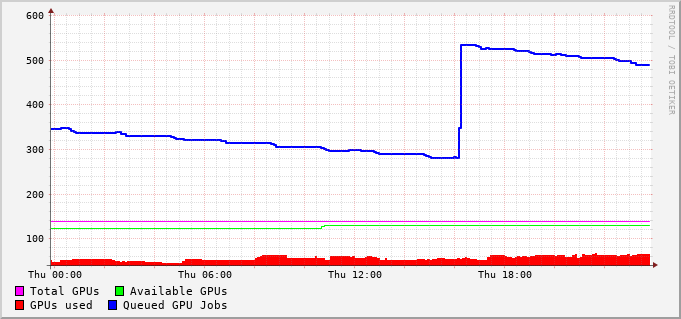 600
500
400
300
200
100
Thu 00:00 Thu 06:00 Thu 12:00 Thu 18:00
Total GPUs Available GPUs
GPUs used Queued GPU Jobs
RRDTOOL / TOBI OETIKER